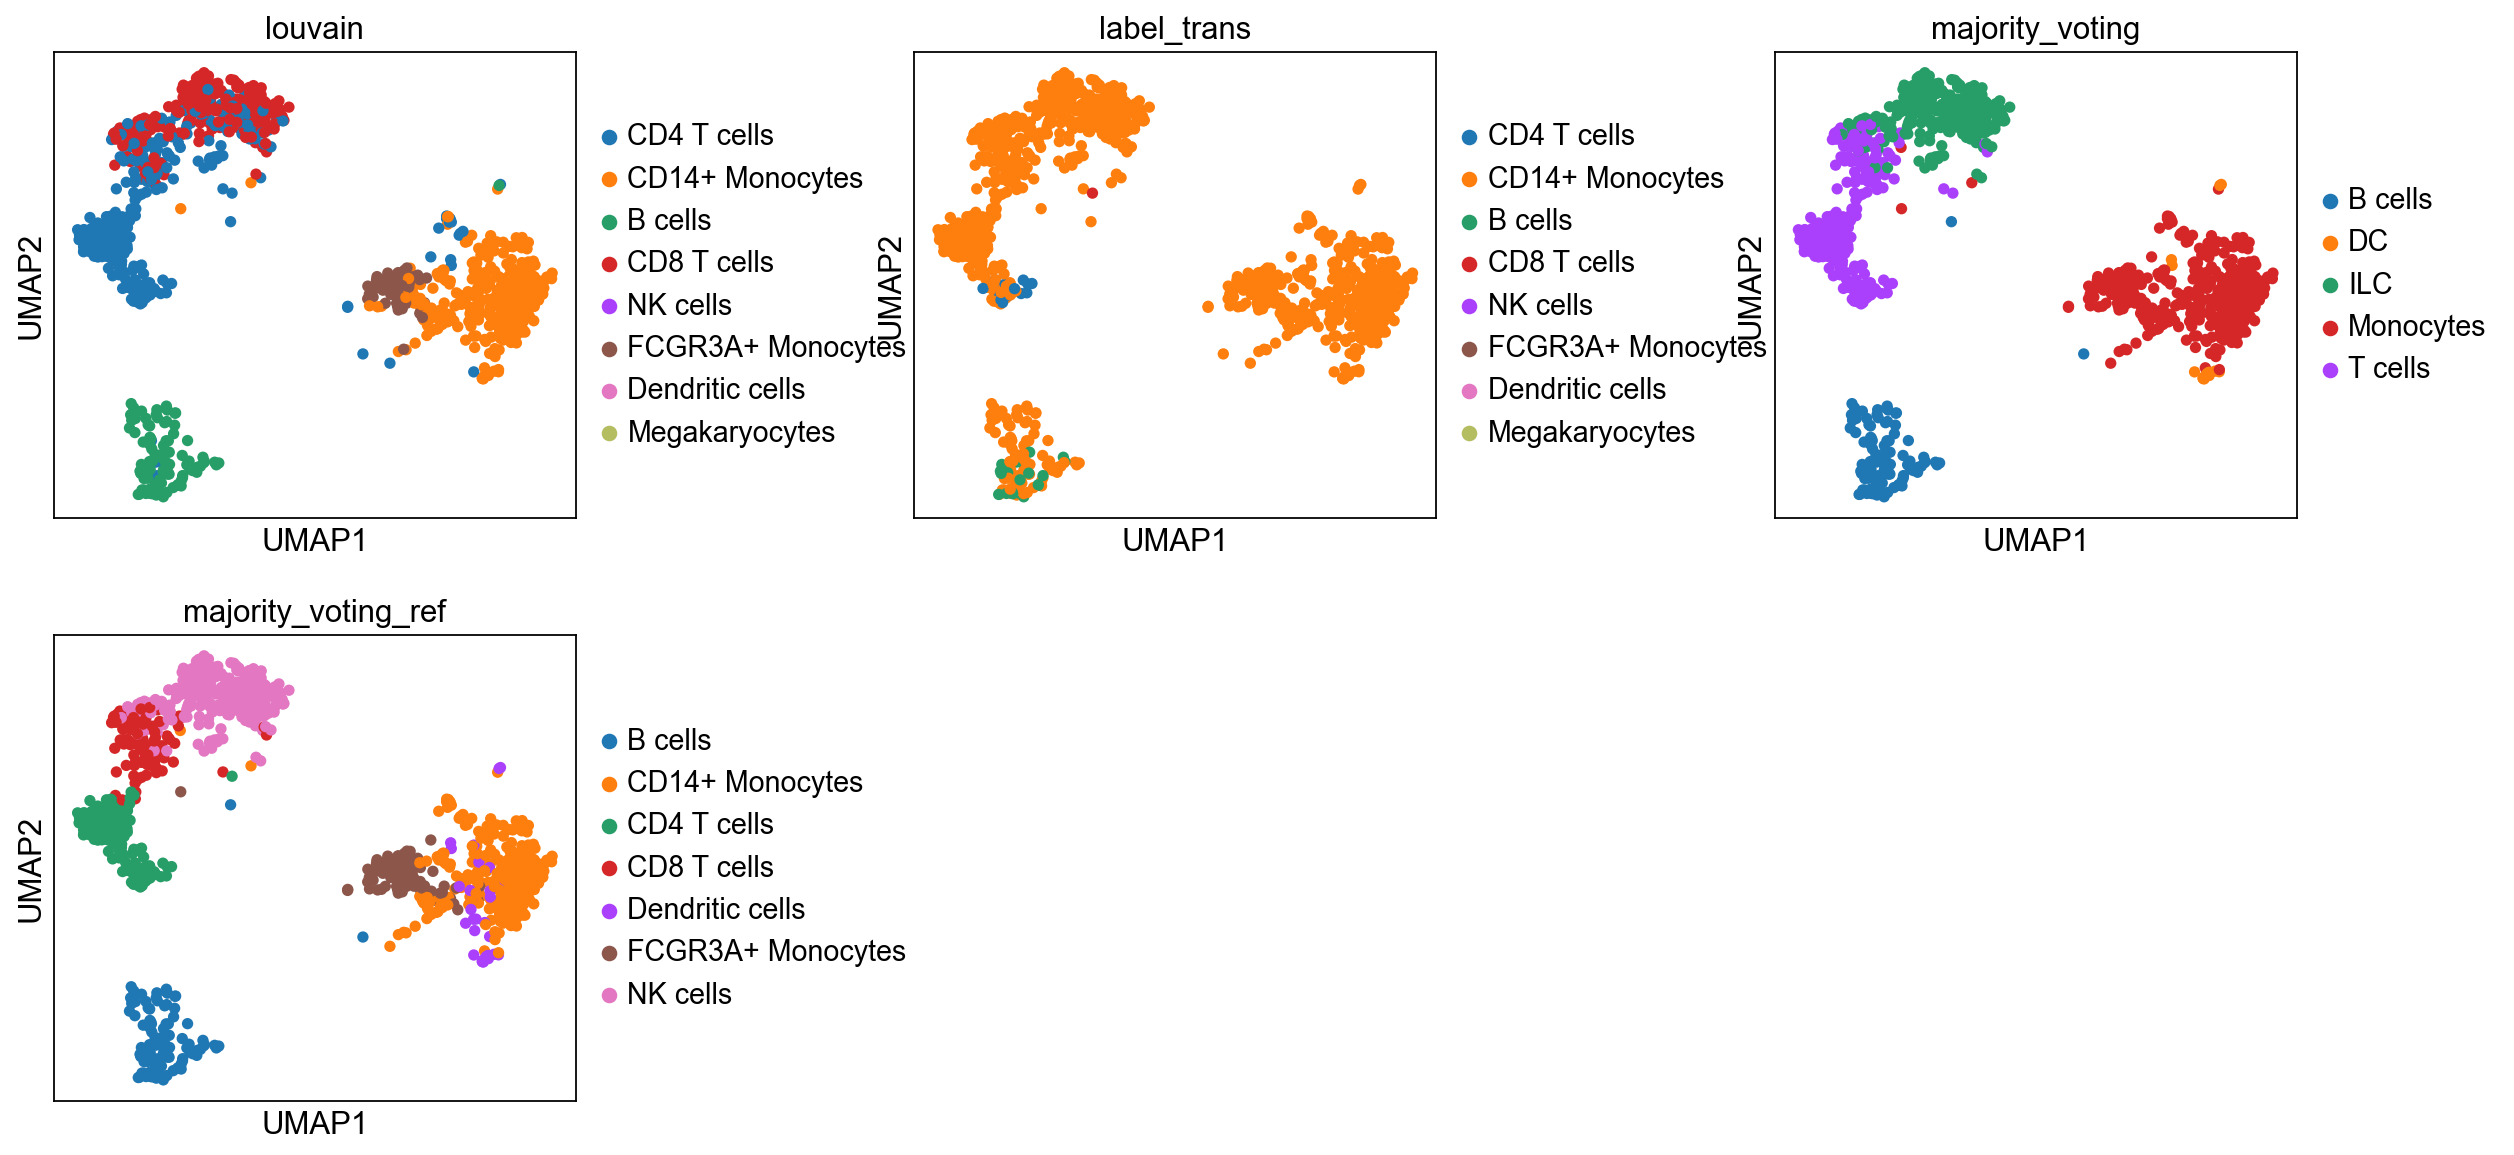 louvain
UMAP2
UMAP1
CD4 T cells
CD14+ Monocytes
B cells
CD8 T cells
NK cells
FCGR3A+ Monocytes
Dendritic cells
Megakaryocytes
label_trans
UMAP2
UMAP1
CD4 T cells
CD14+ Monocytes
B cells
CD8 T cells
NK cells
FCGR3A+ Monocytes
Dendritic cells
Megakaryocytes
majority_voting
UMAP2
UMAP1
B cells
DC
ILC
Monocytes
T cells
majority_voting_ref
UMAP2
UMAP1
B cells
CD14+ Monocytes
CD4 T cells
CD8 T cells
Dendritic cells
FCGR3A+ Monocytes
NK cells